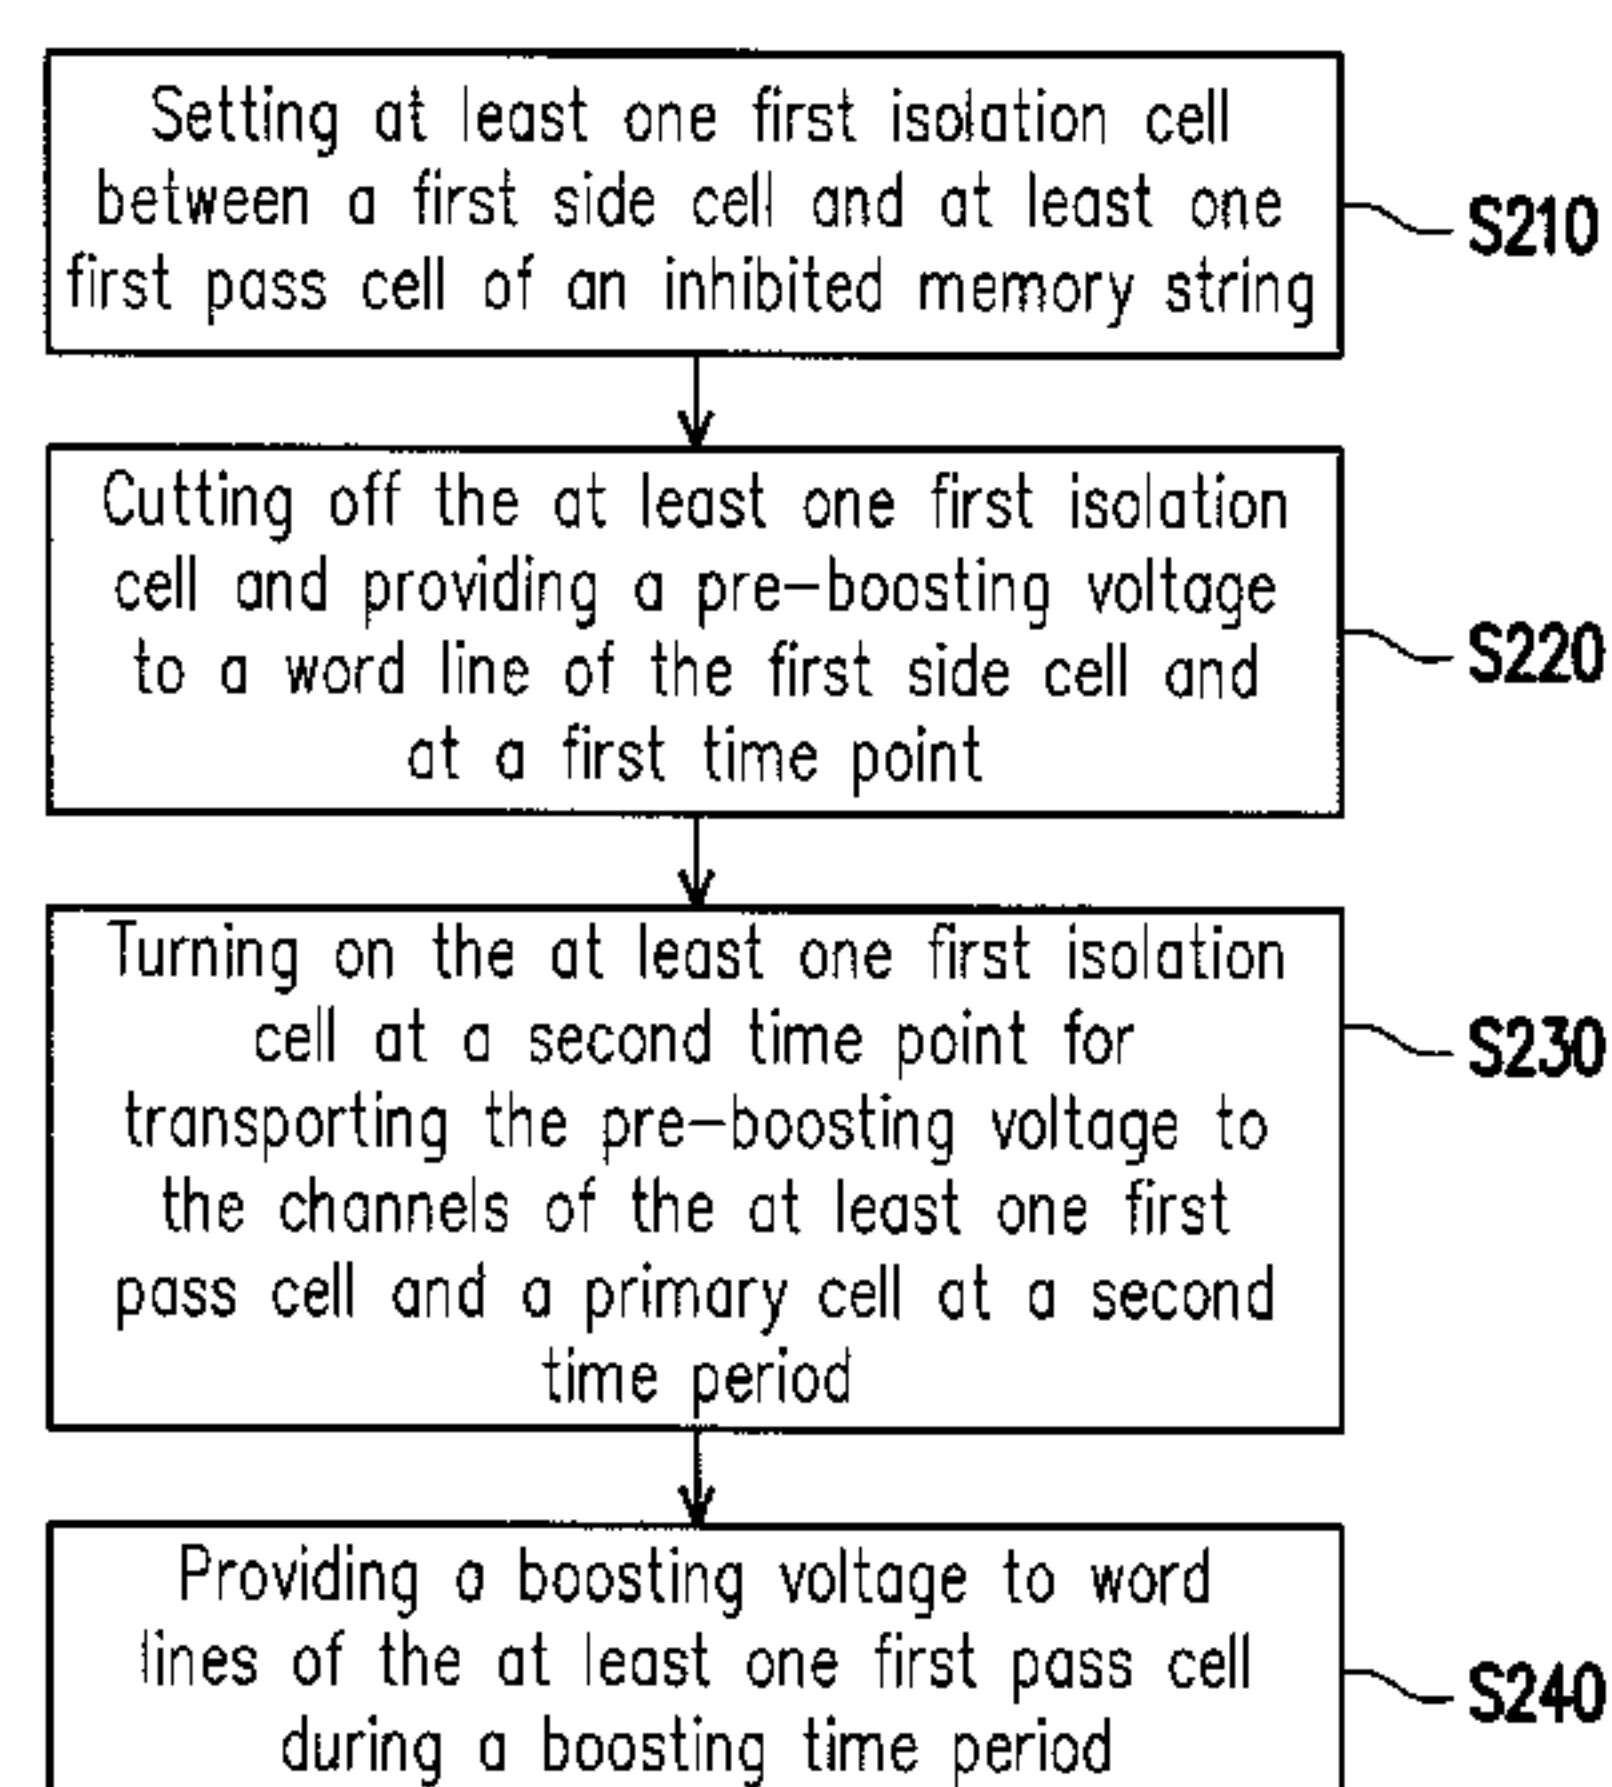 Setting at least one first isolation cell
between a first side cell and at least one
first pass cell of an inhibited memory string
S210
Cutting off the at least one first isolation
cell and providing a pre-boosting voltage
to a word line of the first side cell and
at a first time point
S220
Turning on the at least one first isolation
cell at a second time point for
transporting the pre-boosting voltage to
the channels of the at least one first
pass cell and a primary cell at a second
time period
S230
Providing a boosting voltage to word
lines of the at least one first pass cell
during a boosting time period
S240